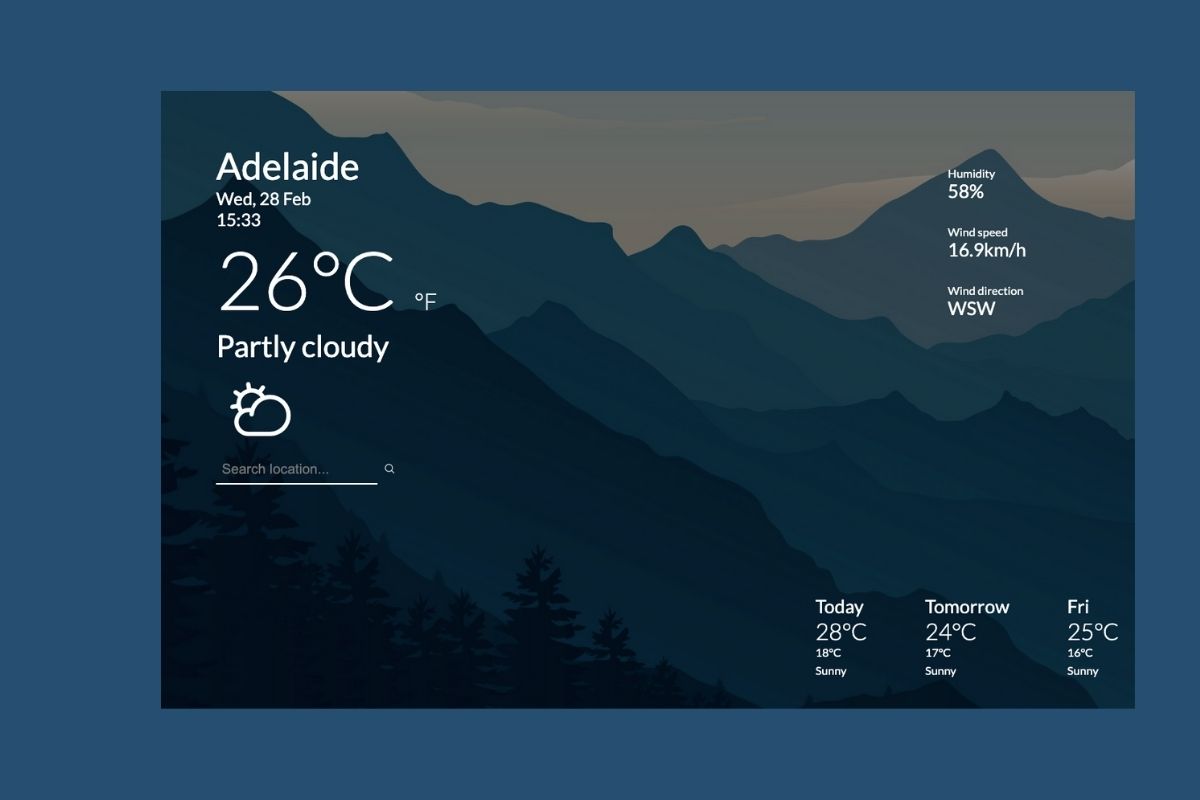 Adelaide
Wed, 28 Feb
15:33
26°C °F
Partly cloudy
Search location...
Humidity
58%
Wind speed
16.9km/h
Wind direction
WSW
Today
28°C
18°C
Sunny
Tomorrow
24°C
17°C
Sunny
Fri
25°C
16°C
Sunny